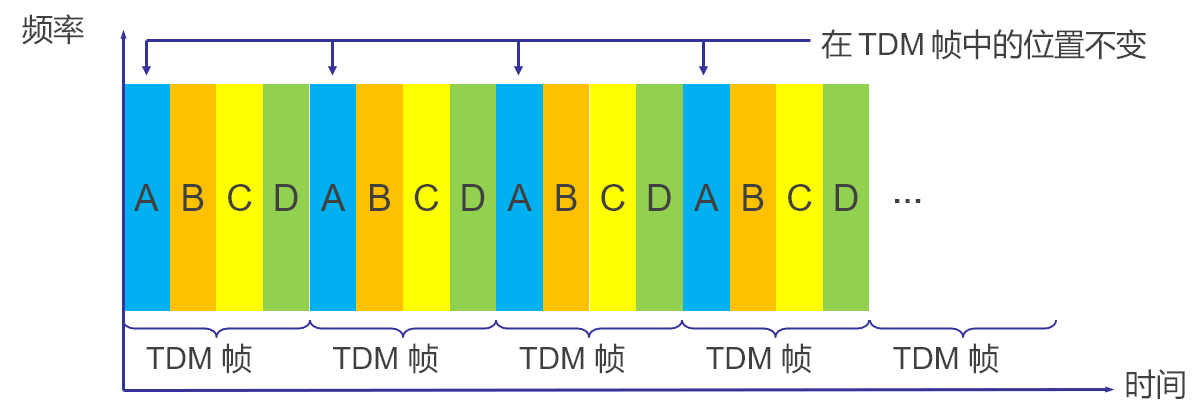 频率
在 TDM 帧中的位置不变
A B C D A B C D A B C D A B C D …
TDM 帧 TDM 帧 TDM 帧 TDM 帧 TDM 帧
时间